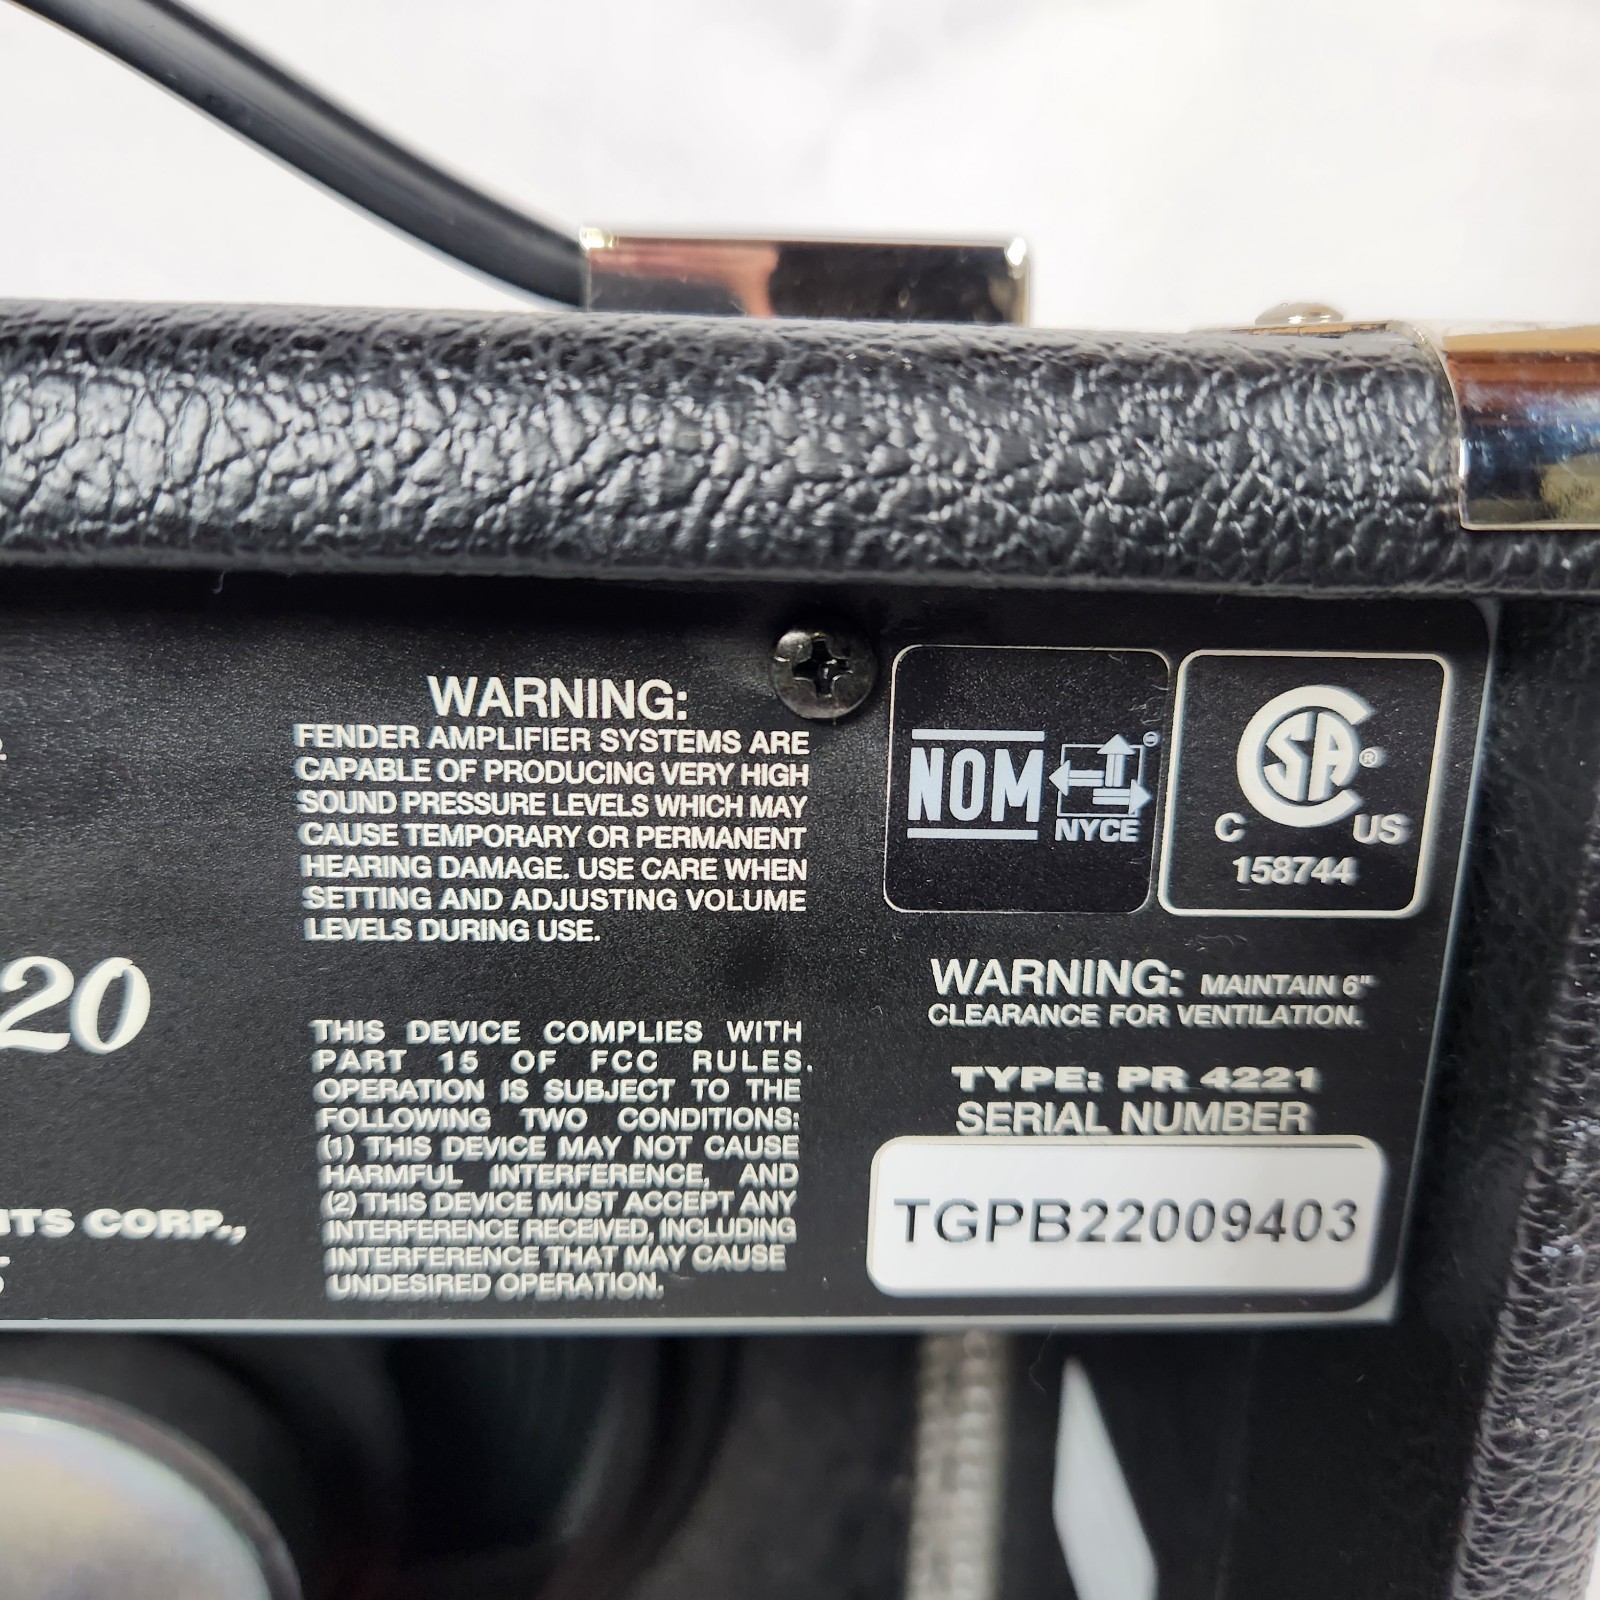 WARNING:
FENDER AMPLIFIER SYSTEMS ARE
CAPABLE OF PRODUCING VERY HIGH
SOUND PRESSURE LEVELS WHICH MAY
CAUSE TEMPORARY OR PERMANENT
HEARING DAMAGE. USE CARE WHEN
SETTING AND ADJUSTING VOLUME
LEVELS DURING USE.
20
THIS DEVICE COMPLIES WITH
PART 15 OF FCC RULES.
OPERATION IS SUBJECT TO THE
FOLLOWING TWO CONDITIONS:
(1) THIS DEVICE MAY NOT CAUSE
HARMFUL INTERFERENCE, AND
(2) THIS DEVICE MUST ACCEPT ANY
INTERFERENCE RECEIVED, INCLUDING
INTERFERENCE THAT MAY CAUSE
UNDESIRED OPERATION.
CORP.,
NOM
NYCE
CSA®
C US
158744
WARNING: MAINTAIN 6"
CLEARANCE FOR VENTILATION.
TYPE: PR 4221
SERIAL NUMBER
TGPB22009403